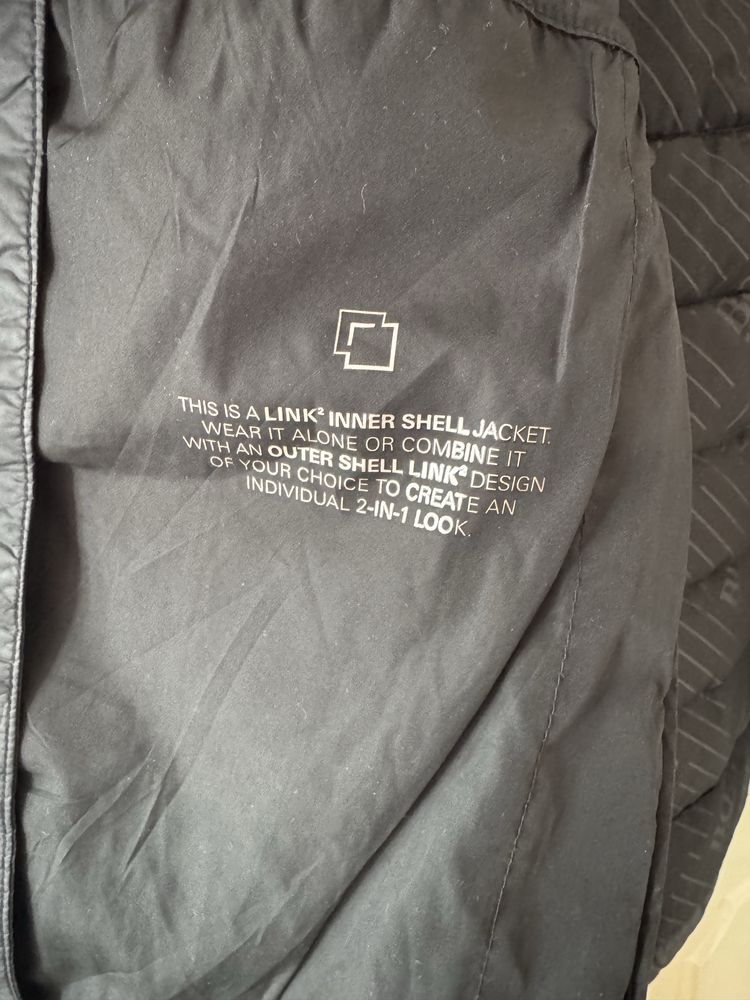 THIS IS A LINK² INNER SHELL JACKET.
WEAR IT ALONE OR COMBINE IT
WITH AN OUTER SHELL LINK² DESIGN
OF YOUR CHOICE TO CREATE AN
INDIVIDUAL 2-IN-1 LOOK.